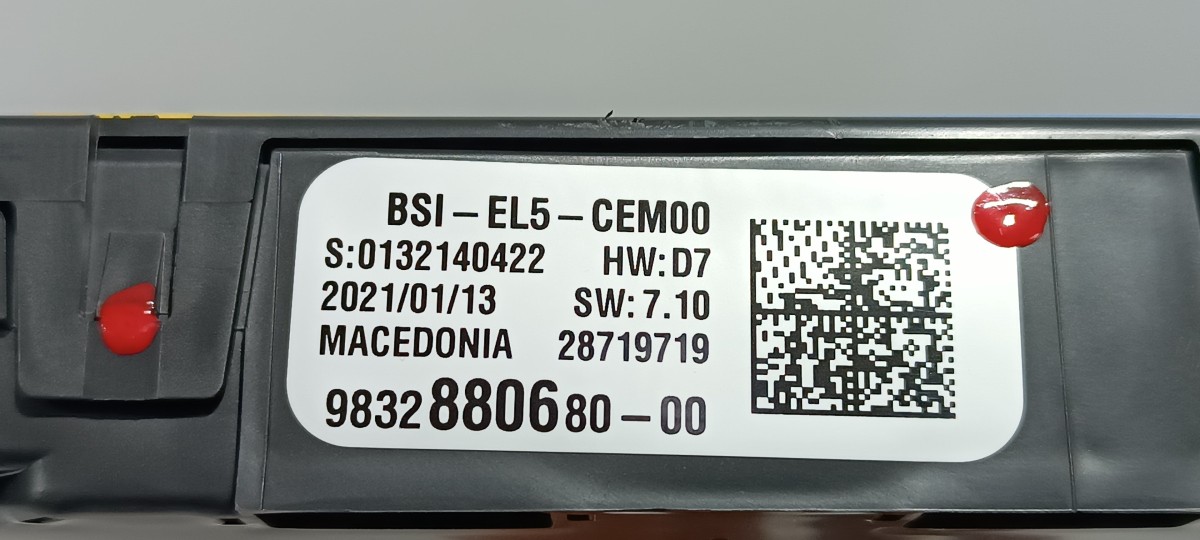 BSI – EL5 – CEM00
S:0132140422 HW:D7
2021/01/13 SW:7.10
MACEDONIA 28719719
9832880680 – 00